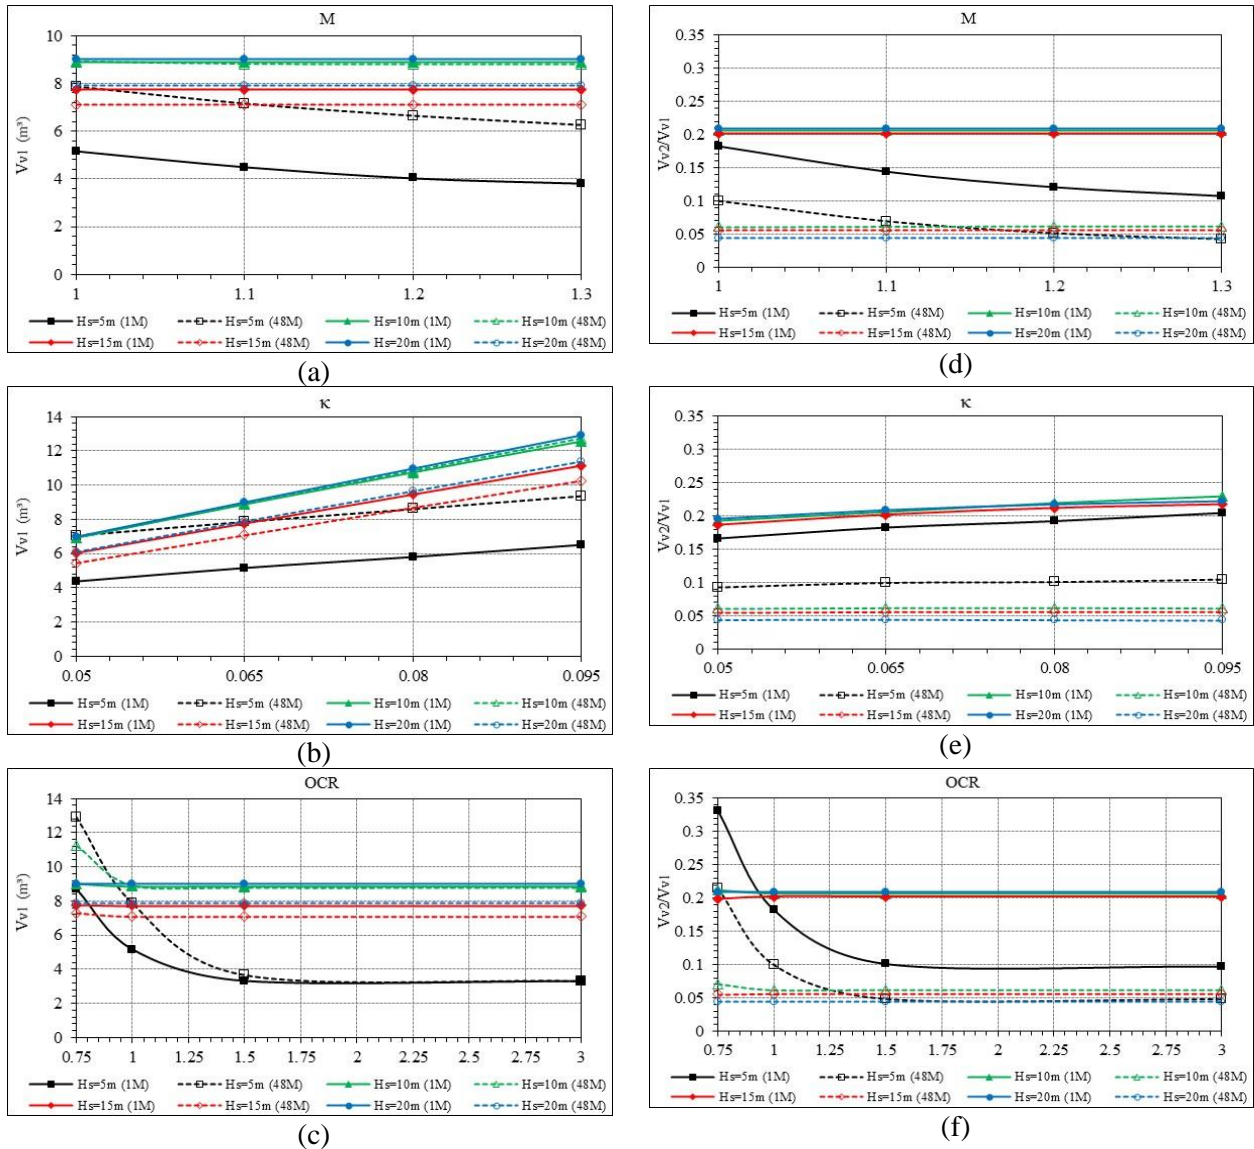 M
Vv1 (m³)
10
8
6
4
2
0
1 1.1 1.2 1.3
Hs=5m (1M) Hs=5m (48M) Hs=10m (1M) Hs=10m (48M)
Hs=15m (1M) Hs=15m (48M) Hs=20m (1M) Hs=20m (48M)
(a)
M
Vv2/Vv1
0.35
0.3
0.25
0.2
0.15
0.1
0.05
0
1 1.1 1.2 1.3
Hs=5m (1M) Hs=5m (48M) Hs=10m (1M) Hs=10m (48M)
Hs=15m (1M) Hs=15m (48M) Hs=20m (1M) Hs=20m (48M)
(d)
κ
Vv1 (m³)
14
12
10
8
6
4
2
0
0.05 0.065 0.08 0.095
Hs=5m (1M) Hs=5m (48M) Hs=10m (1M) Hs=10m (48M)
Hs=15m (1M) Hs=15m (48M) Hs=20m (1M) Hs=20m (48M)
(b)
κ
Vv2/Vv1
0.35
0.3
0.25
0.2
0.15
0.1
0.05
0
0.05 0.065 0.08 0.095
Hs=5m (1M) Hs=5m (48M) Hs=10m (1M) Hs=10m (48M)
Hs=15m (1M) Hs=15m (48M) Hs=20m (1M) Hs=20m (48M)
(e)
OCR
Vv1 (m³)
14
12
10
8
6
4
2
0
0.75 1 1.25 1.5 1.75 2 2.25 2.5 2.75 3
Hs=5m (1M) Hs=5m (48M) Hs=10m (1M) Hs=10m (48M)
Hs=15m (1M) Hs=15m (48M) Hs=20m (1M) Hs=20m (48M)
(c)
OCR
Vv2/Vv1
0.35
0.3
0.25
0.2
0.15
0.1
0.05
0
0.75 1 1.25 1.5 1.75 2 2.25 2.5 2.75 3
Hs=5m (1M) Hs=5m (48M) Hs=10m (1M) Hs=10m (48M)
Hs=15m (1M) Hs=15m (48M) Hs=20m (1M) Hs=20m (48M)
(f)